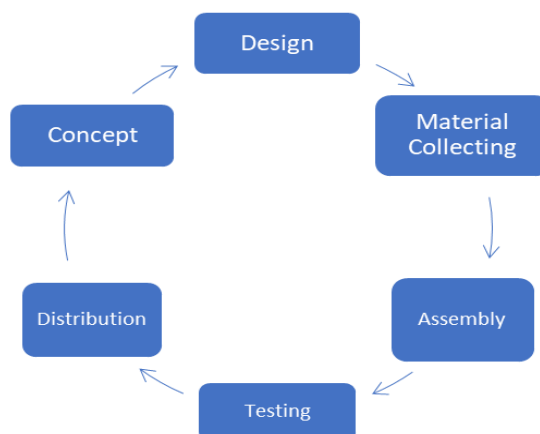 Design
Material
Collecting
Assembly
Testing
Distribution
Concept